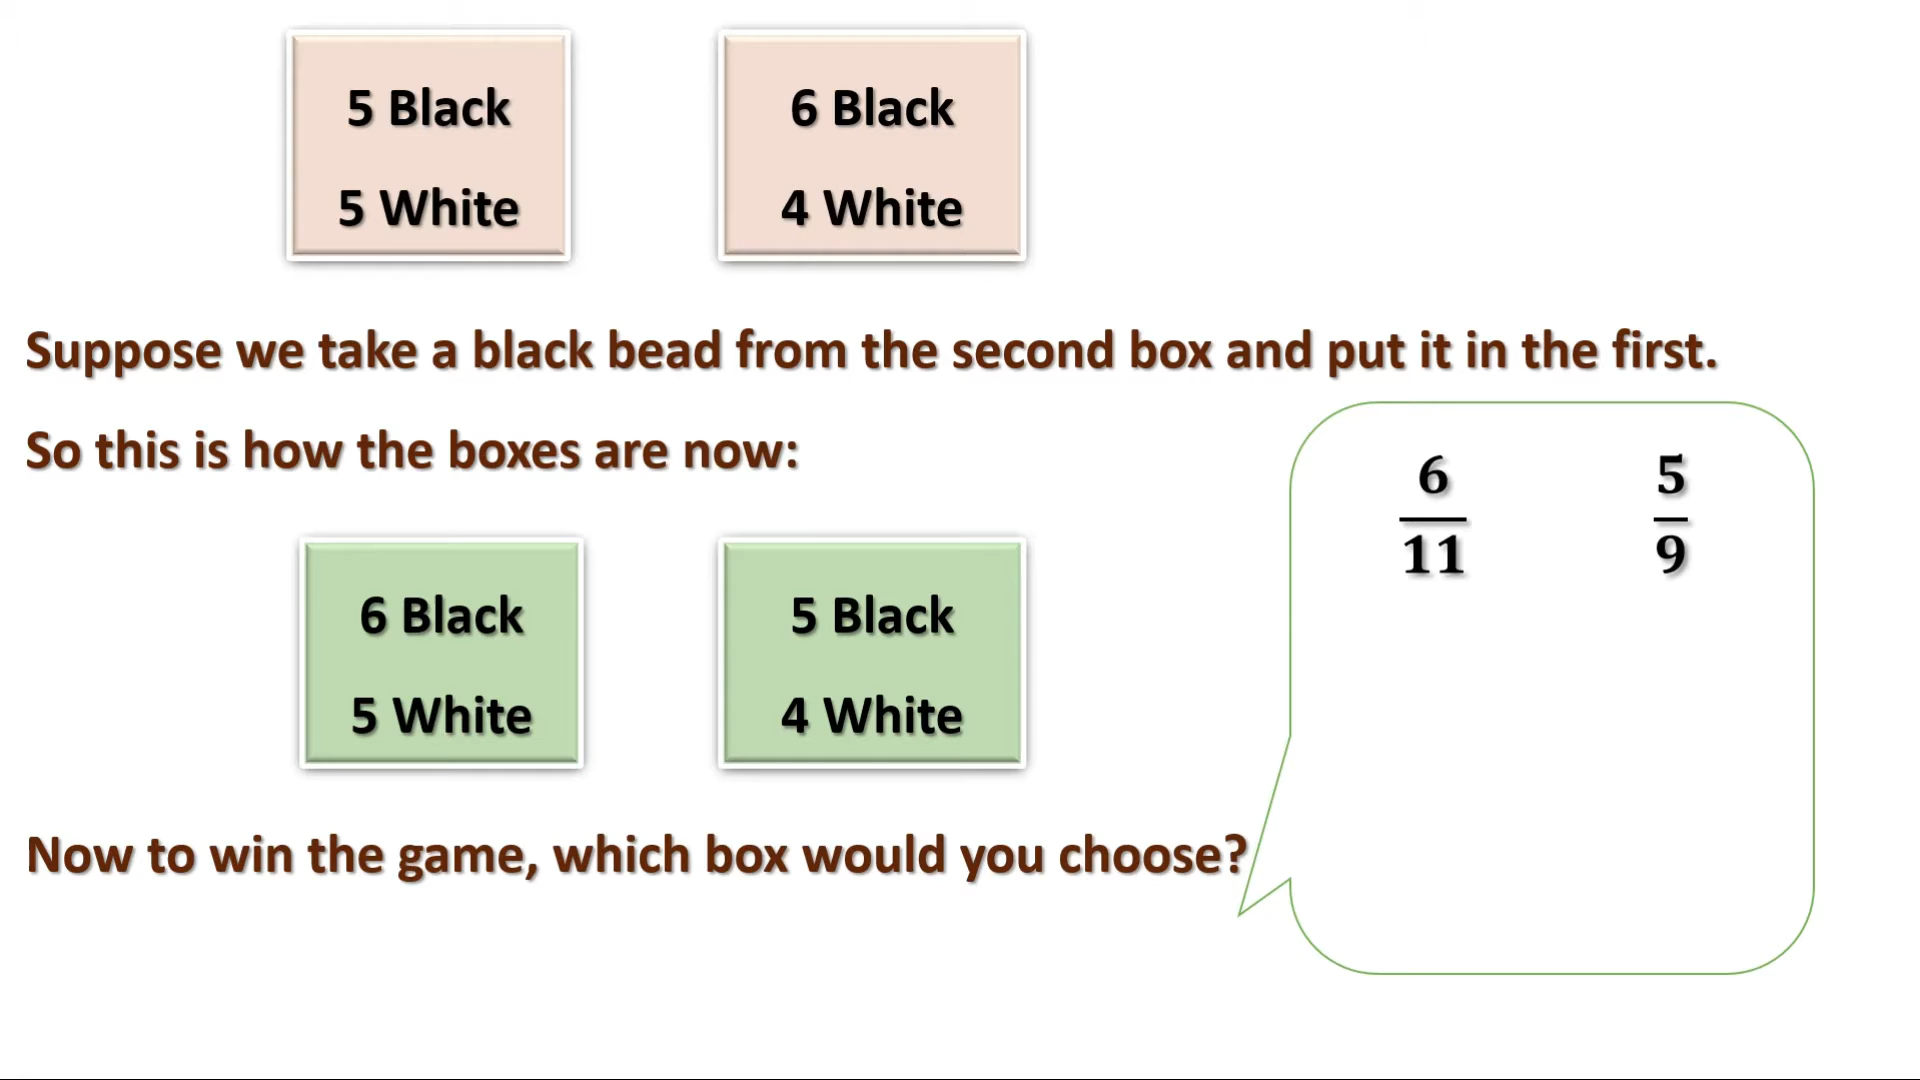 5 Black
5 White
6 Black
4 White
Suppose we take a black bead from the second box and put it in the first.
So this is how the boxes are now:
6 Black
5 White
5 Black
4 White
6/11
5/9
Now to win the game, which box would you choose?